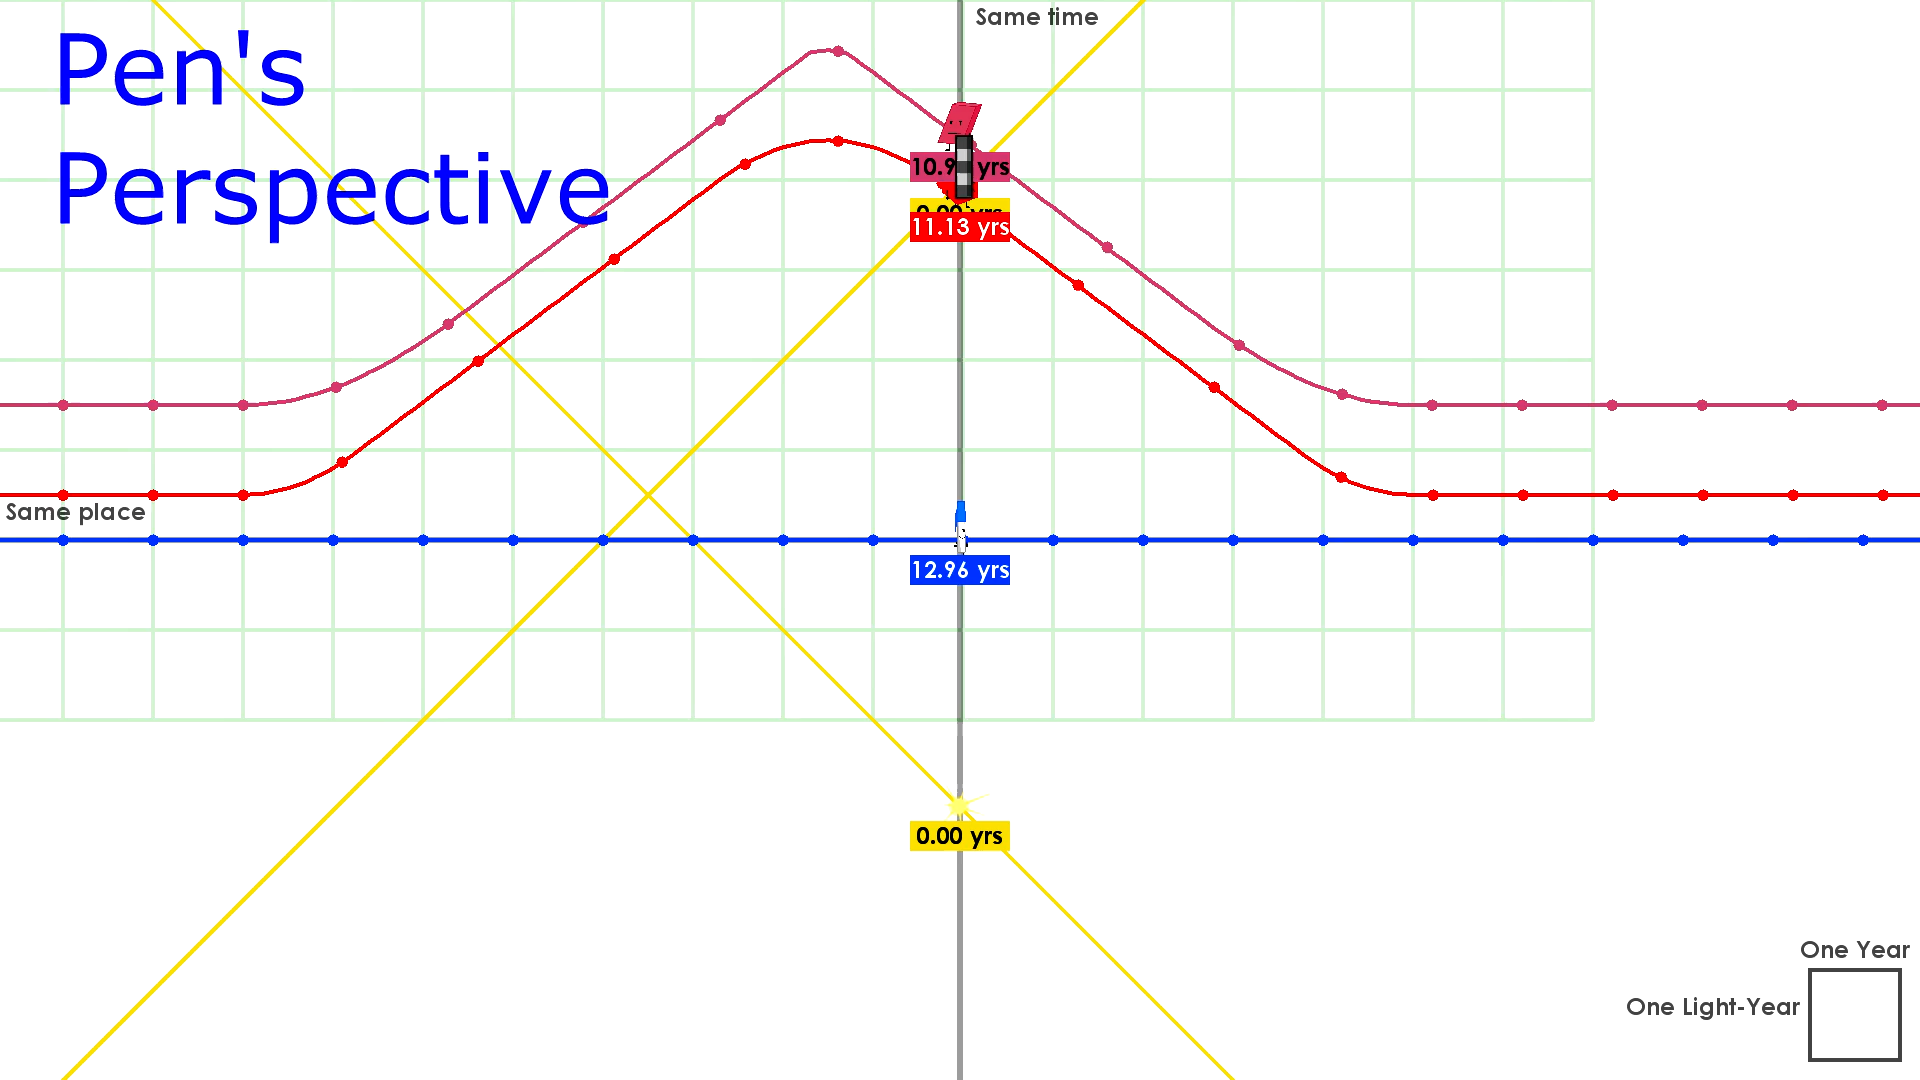 Pen's
Perspective
Same time
yrs
11.13 yrs
Same place
12.96 yrs
0.00 yrs
One Year
One Light-Year